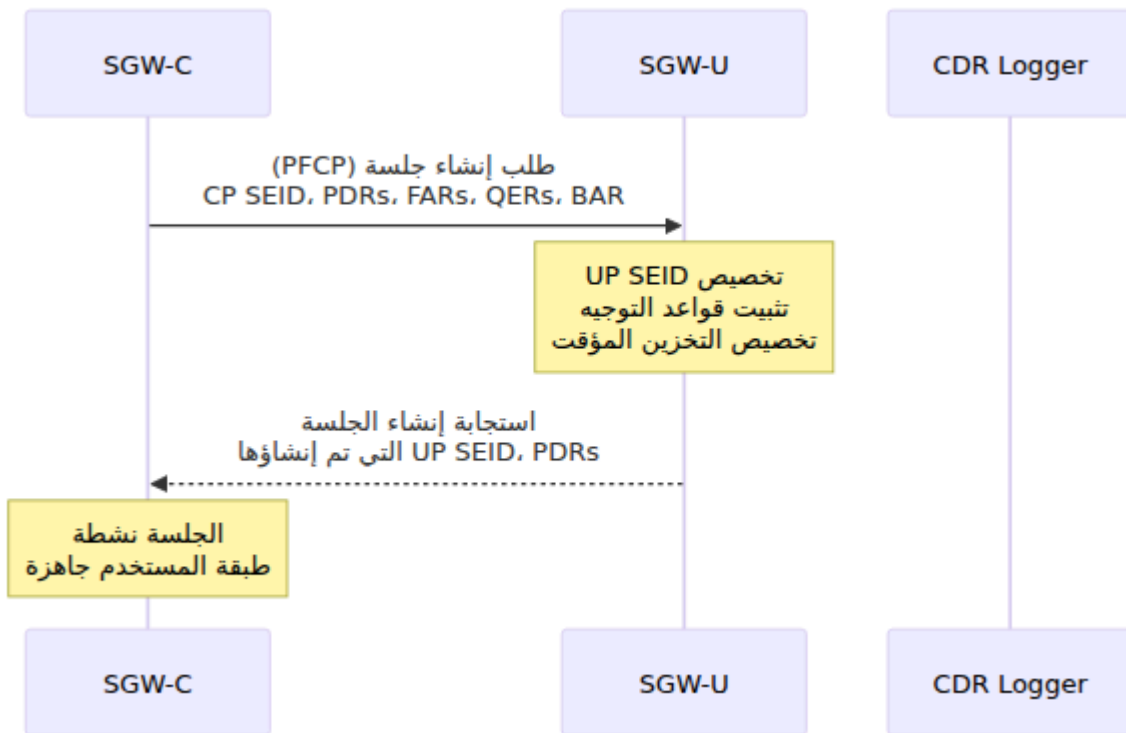 SGW-C
SGW-U
CDR Logger
طلب إنشاء جلسة (PFCP)
CP SEID، PDRs، FARs، QERs، BAR
تخصيص UP SEID
تثبيت قواعد التوجيه
تخصيص التخزين المؤقت
استجابة إنشاء الجلسة
UP SEID، PDRs التي تم إنشاؤها
الجلسة نشطة
طبقة المستخدم جاهزة
SGW-C
SGW-U
CDR Logger